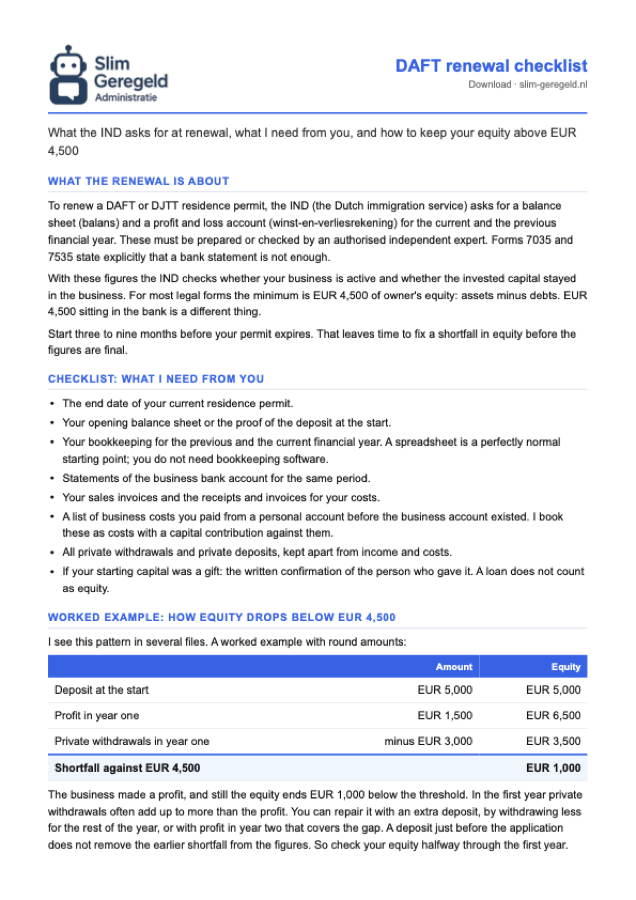 Slim
Geregeld
Administratie
DAFT renewal checklist
Download · slim-geregeld.nl
What the IND asks for at renewal, what I need from you, and how to keep your equity above EUR
4,500
WHAT THE RENEWAL IS ABOUT
To renew a DAFT or DJTT residence permit, the IND (the Dutch immigration service) asks for a balance
sheet (balans) and a profit and loss account (winst-en-verliesrekening) for the current and the previous
financial year. These must be prepared or checked by an authorised independent expert. Forms 7035 and
7535 state explicitly that a bank statement is not enough.
With these figures the IND checks whether your business is active and whether the invested capital stayed
in the business. For most legal forms the minimum is EUR 4,500 of owner's equity: assets minus debts. EUR
4,500 sitting in the bank is a different thing.
Start three to nine months before your permit expires. That leaves time to fix a shortfall in equity before the
figures are final.
CHECKLIST: WHAT I NEED FROM YOU
• The end date of your current residence permit.
• Your opening balance sheet or the proof of the deposit at the start.
• Your bookkeeping for the previous and the current financial year. A spreadsheet is a perfectly normal
starting point; you do not need bookkeeping software.
• Statements of the business bank account for the same period.
• Your sales invoices and the receipts and invoices for your costs.
• A list of business costs you paid from a personal account before the business account existed. I book
these as costs with a capital contribution against them.
• All private withdrawals and private deposits, kept apart from income and costs.
• If your starting capital was a gift: the written confirmation of the person who gave it. A loan does not count
as equity.
WORKED EXAMPLE: HOW EQUITY DROPS BELOW EUR 4,500
I see this pattern in several files. A worked example with round amounts:
Amount Equity
Deposit at the start EUR 5,000 EUR 5,000
Profit in year one EUR 1,500 EUR 6,500
Private withdrawals in year one minus EUR 3,000 EUR 3,500
Shortfall against EUR 4,500 EUR 1,000
The business made a profit, and still the equity ends EUR 1,000 below the threshold. In the first year private
withdrawals often add up to more than the profit. You can repair it with an extra deposit, by withdrawing less
for the rest of the year, or with profit in year two that covers the gap. A deposit just before the application
does not remove the earlier shortfall from the figures. So check your equity halfway through the first year.